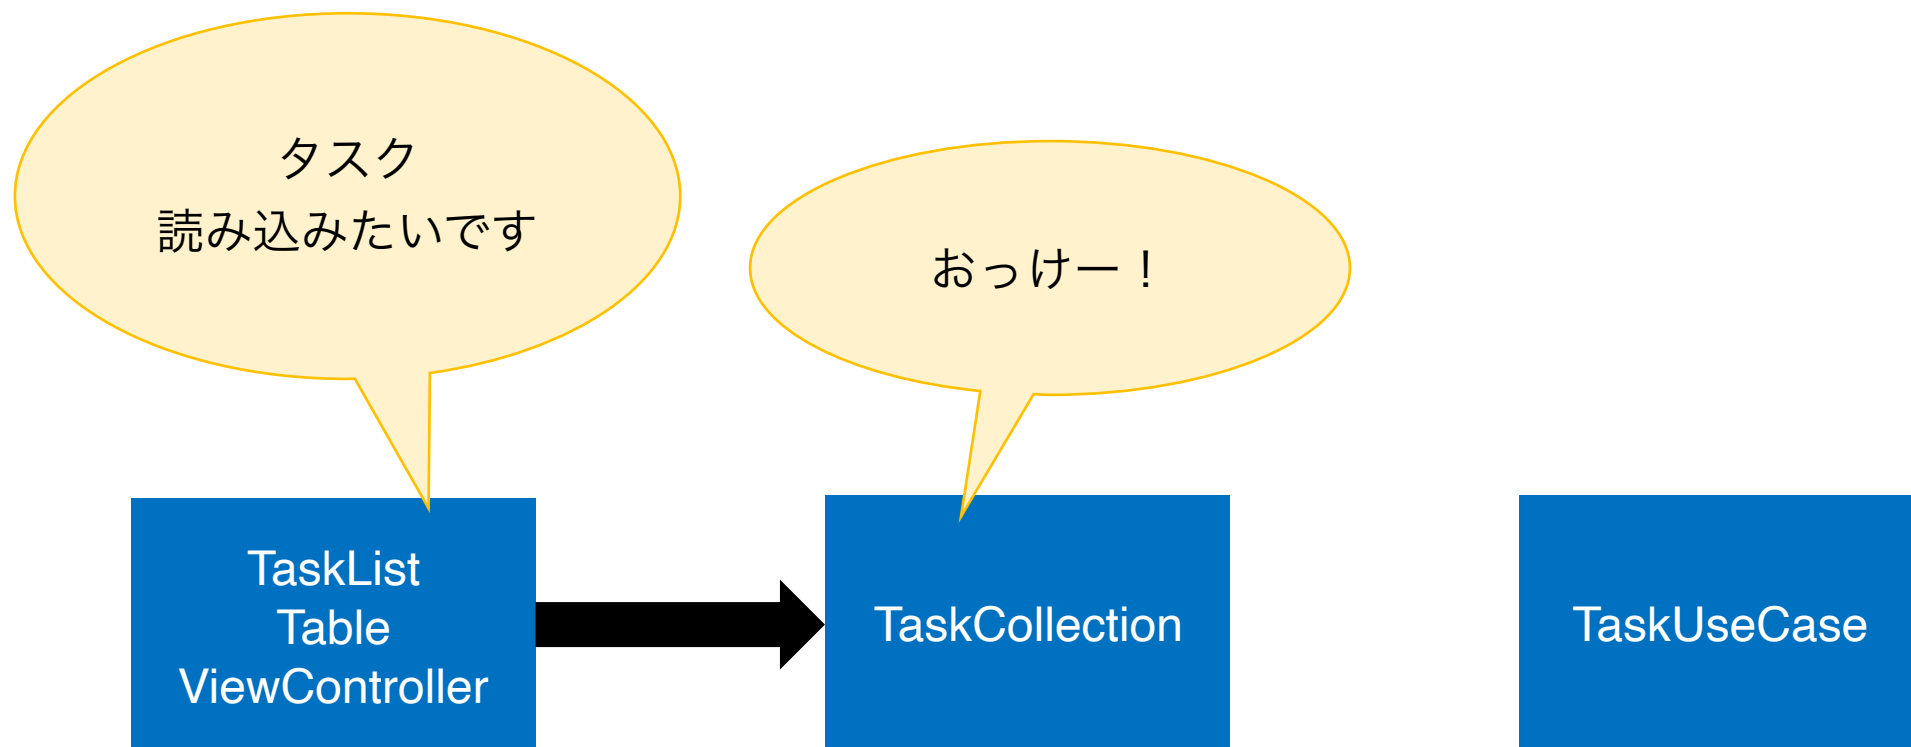 タスク
読み込みたいです
おっけー！
TaskList
Table
ViewController
TaskCollection
TaskUseCase